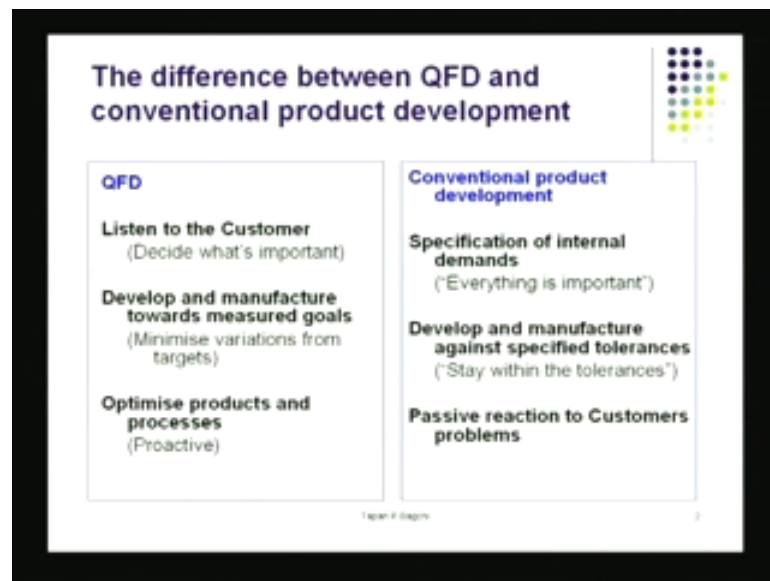 The difference between QFD and
conventional product development
QFD
Listen to the Customer
(Decide what's important)
Develop and manufacture
towards measured goals
(Minimise variations from
targets)
Optimise products and
processes
(Proactive)
Conventional product
development
Specification of internal
demands
("Everything is important")
Develop and manufacture
against specified tolerances
("Stay within the tolerances")
Passive reaction to Customers
problems
2